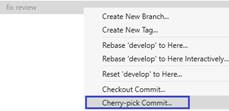 fix review
Create New Branch...
Create New Tag...
Rebase 'develop' to Here...
Rebase 'develop' to Here Interactively...
Reset 'develop' to Here...
Checkout Commit...
Cherry-pick Commit...